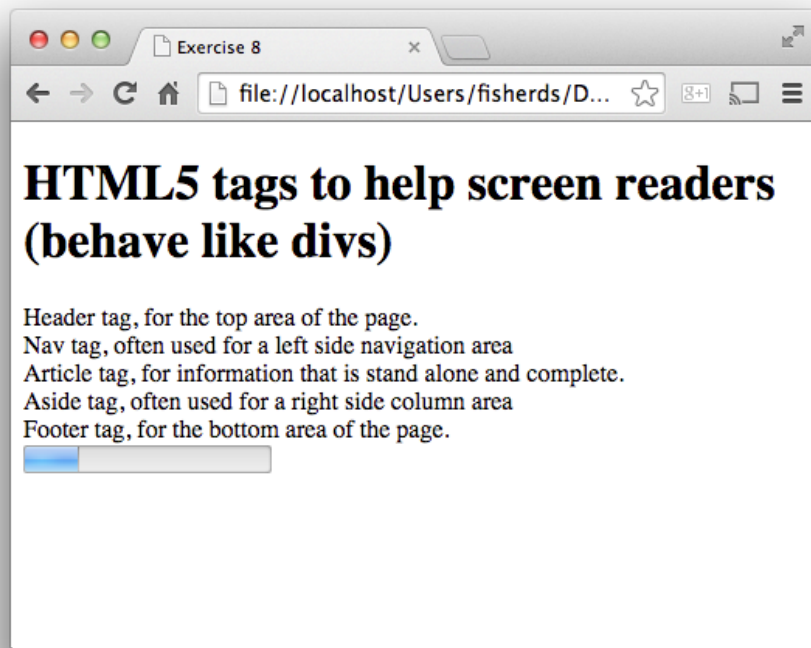 Exercise 8
file://localhost/Users/fisherds/D...
g+1
HTML5 tags to help screen readers
(behave like divs)
Header tag, for the top area of the page.
Nav tag, often used for a left side navigation area
Article tag, for information that is stand alone and complete.
Aside tag, often used for a right side column area
Footer tag, for the bottom area of the page.